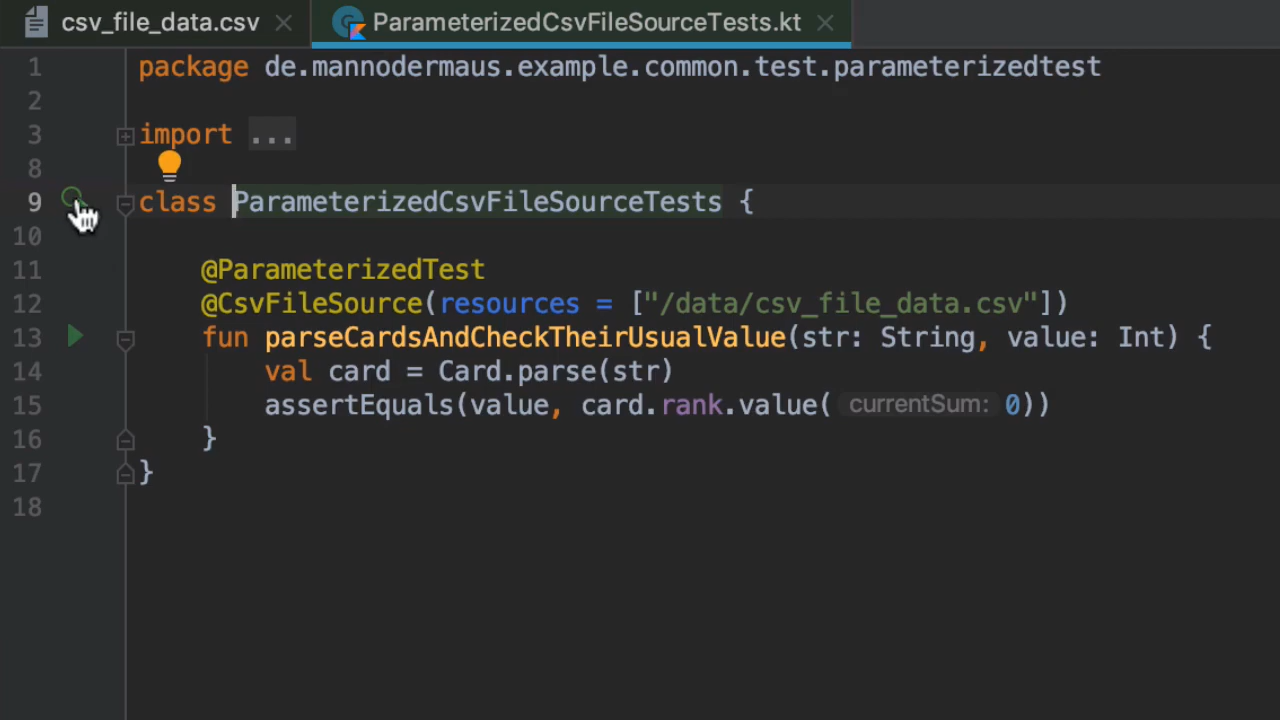 csv_file_data.csv ParameterizedCsvFileSourceTests.kt
1 package de.mannodermaus.example.common.test.parameterizedtest
2
3 import ...
8
9 class ParameterizedCsvFileSourceTests {
10
11 @ParameterizedTest
12 @CsvFileSource(resources = ["/data/csv_file_data.csv"])
13 fun parseCardsAndCheckTheirUsualValue(str: String, value: Int) {
14 val card = Card.parse(str)
15 assertEquals(value, card.rank.value( currentSum: 0))
16 }
17 }
18